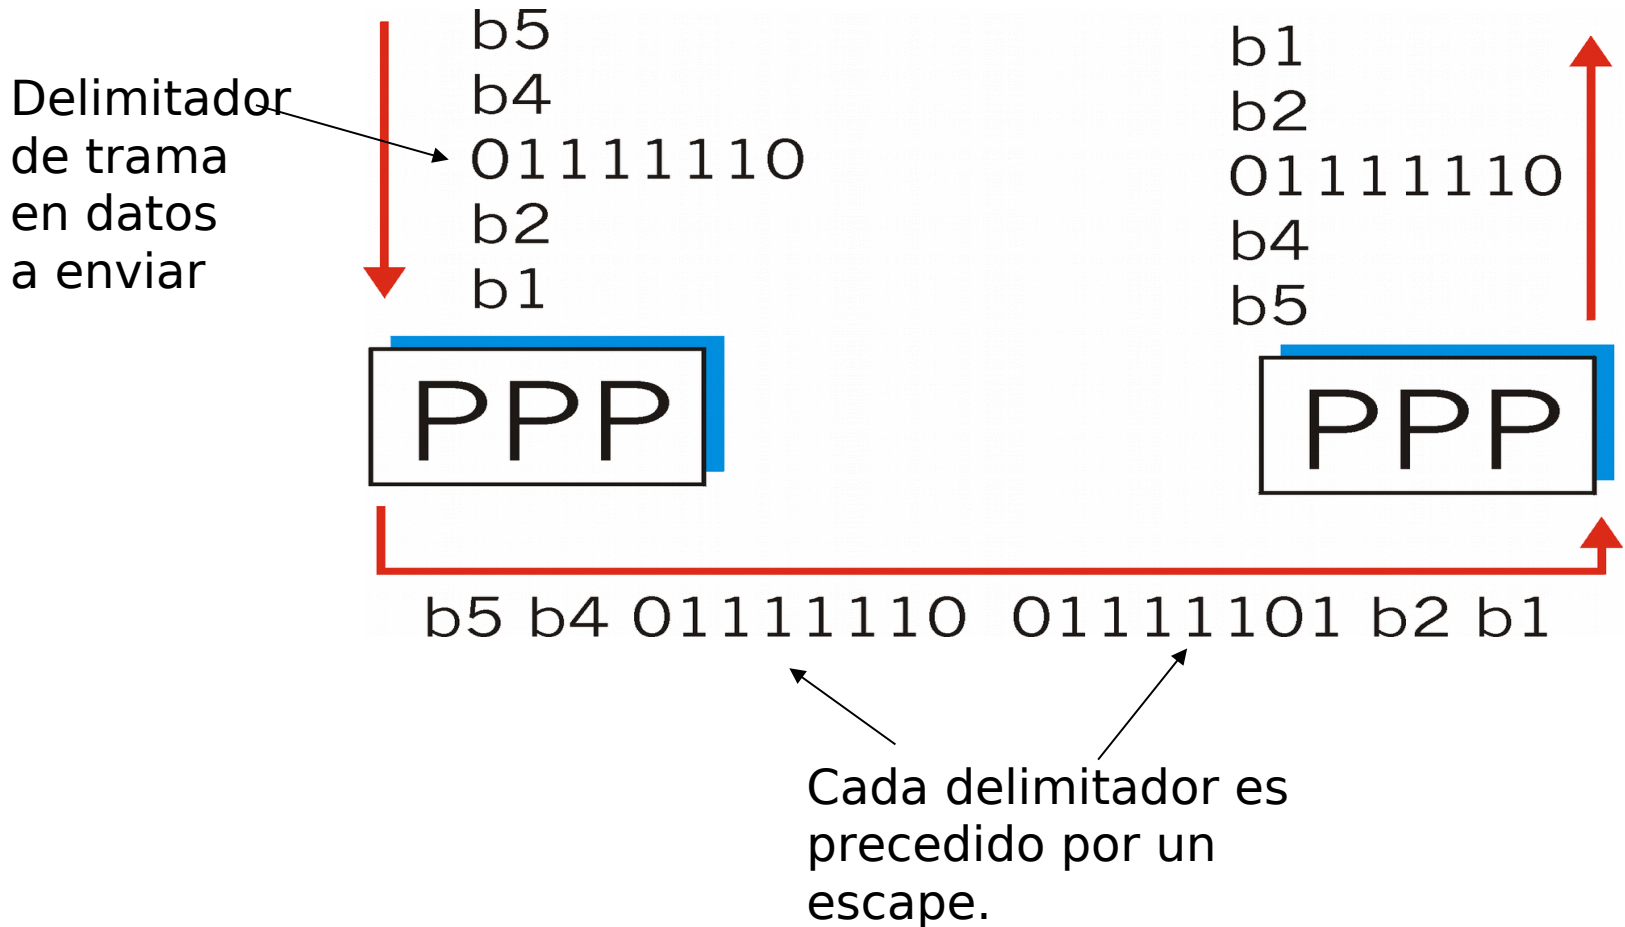 Delimitador
de trama
en datos
a enviar
b5
b4
01111110
b2
b1
b1
b2
01111110
b4
b5
PPP
PPP
b5 b4 01111110 01111101 b2 b1
Cada delimitador es
precedido por un
escape.